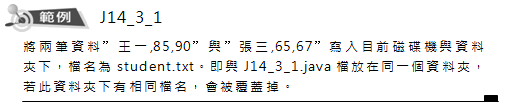 範例 J14_3_1
將兩筆資料”王一,85,90”與”張三,65,67”寫入目前磁碟機與資料
夾下，檔名為 student.txt。即與 J14_3_1.java 檔放在同一個資料夾，
若此資料夾下有相同檔名，會被覆蓋掉。